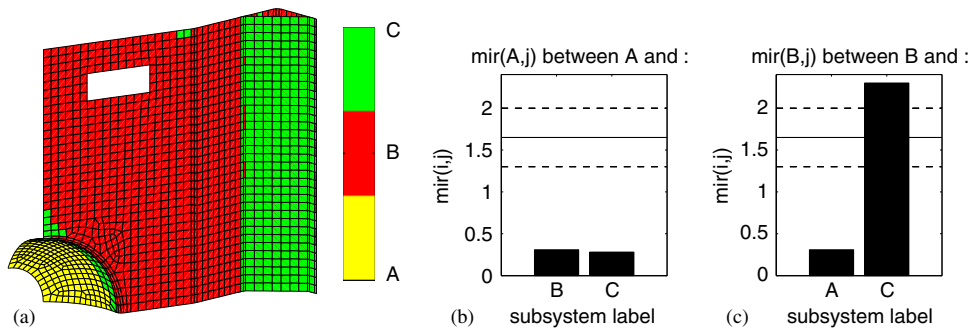 C
B
A
(a)
mir(A,j) between A and :
mir(i,j)
2
1.5
1
0.5
0
B C
(b) subsystem label
mir(B,j) between B and :
mir(i,j)
2
1.5
1
0.5
0
A C
(c) subsystem label